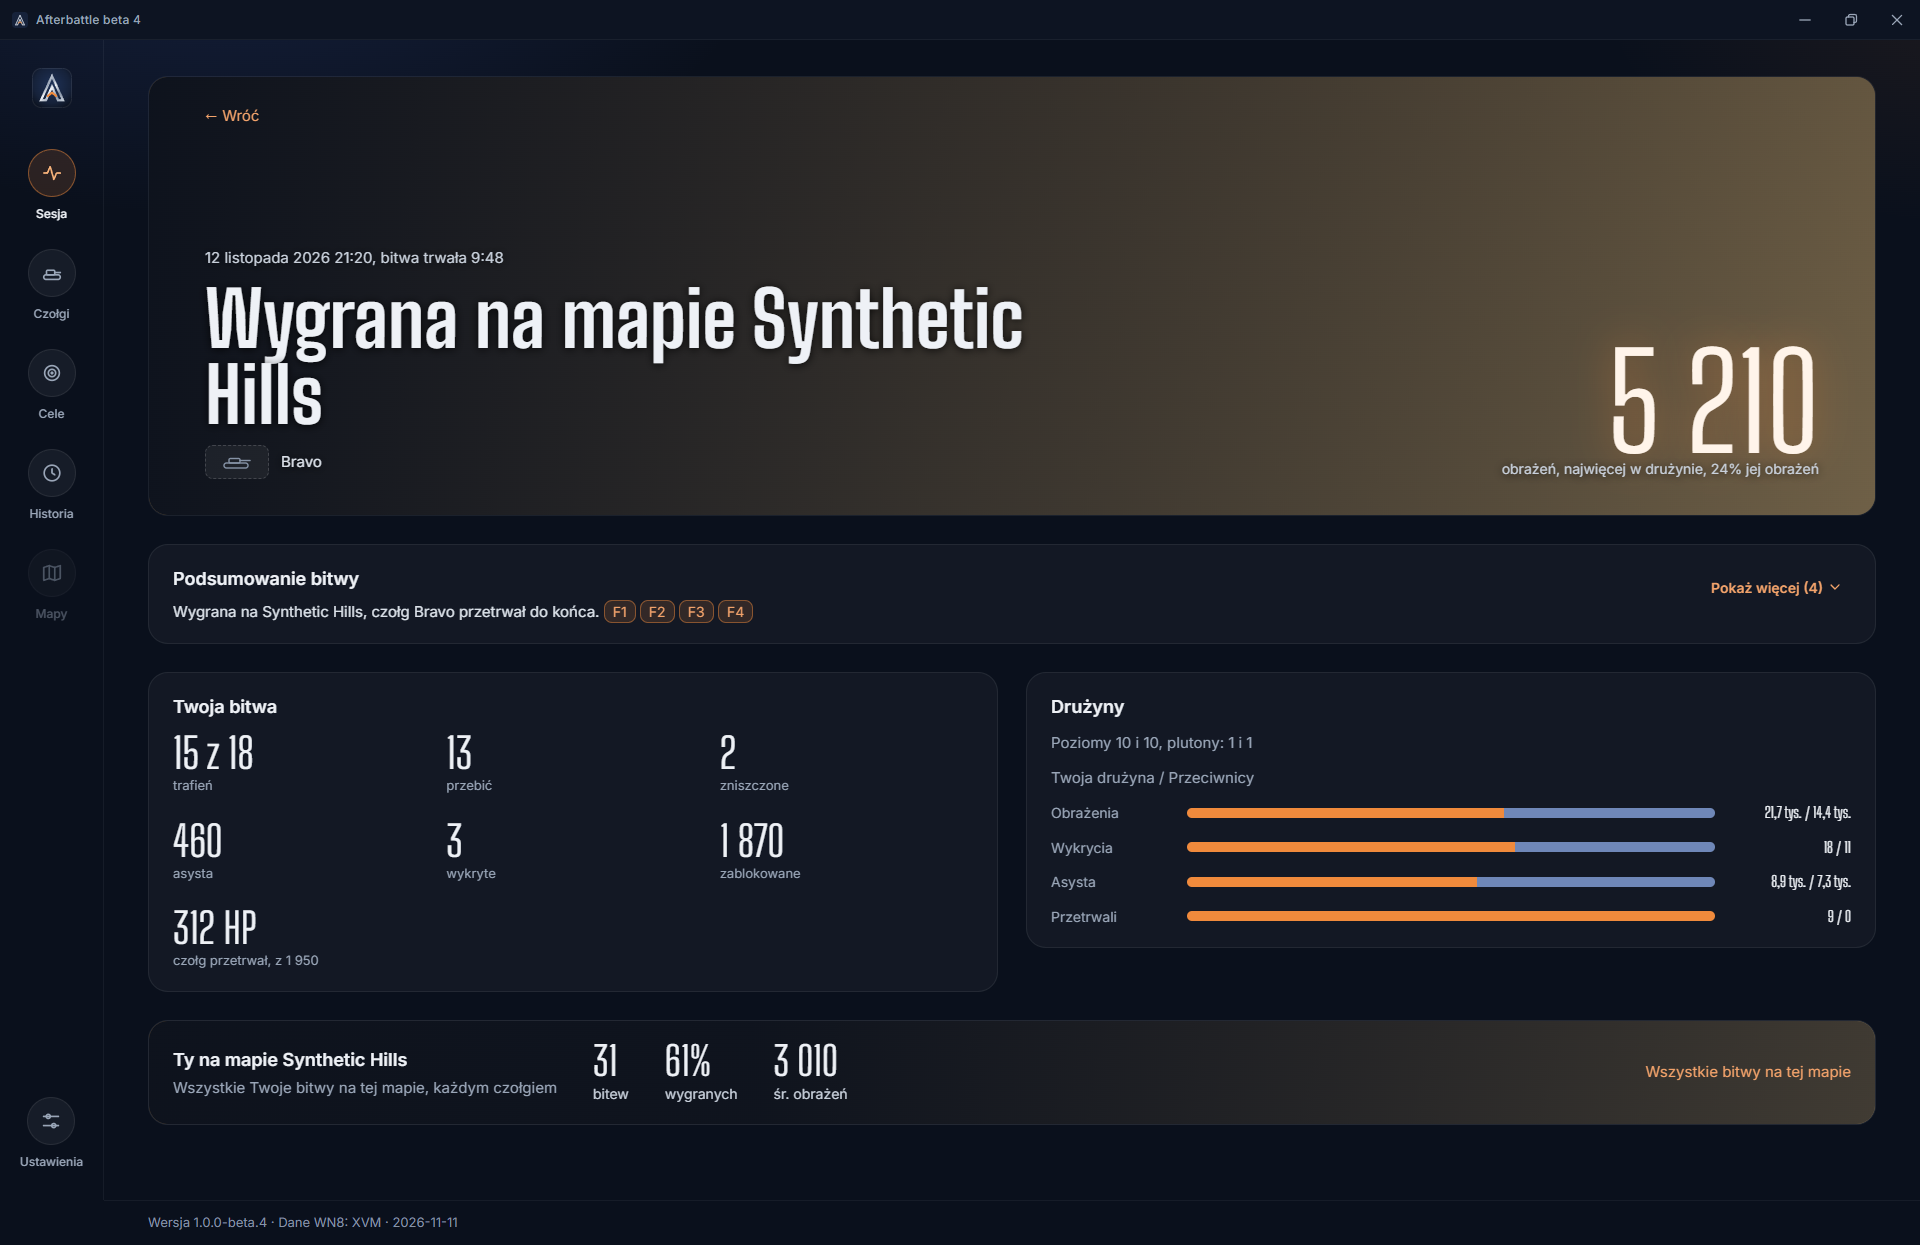 Afterbattle beta 4
← Wróć
Sesja
Czołgi
Cele
Historia
Mapy
Ustawienia
12 listopada 2026 21:20, bitwa trwała 9:48
Wygrana na mapie Synthetic
Hills
Bravo
5 210
obrażeń, najwięcej w drużynie, 24% jej obrażeń
Podsumowanie bitwy
Wygrana na Synthetic Hills, czołg Bravo przetrwał do końca. F1 F2 F3 F4
Pokaż więcej (4)
Twoja bitwa
15 z 18
trafień
13
przebić
2
zniszczone
460
asysta
3
wykryte
1 870
zablokowane
312 HP
czołg przetrwał, z 1 950
Drużyny
Poziomy 10 i 10, plutony: 1 i 1
Twoja drużyna / Przeciwnicy
Obrażenia 21,7 tys. / 14,4 tys.
Wykrycia 18 / 11
Asysta 8,9 tys. / 7,3 tys.
Przetrwali 9 / 0
Ty na mapie Synthetic Hills
Wszystkie Twoje bitwy na tej mapie, każdym czołgiem
31
bitew
61%
wygranych
3 010
śr. obrażeń
Wszystkie bitwy na tej mapie
Wersja 1.0.0-beta.4 · Dane WN8: XVM · 2026-11-11